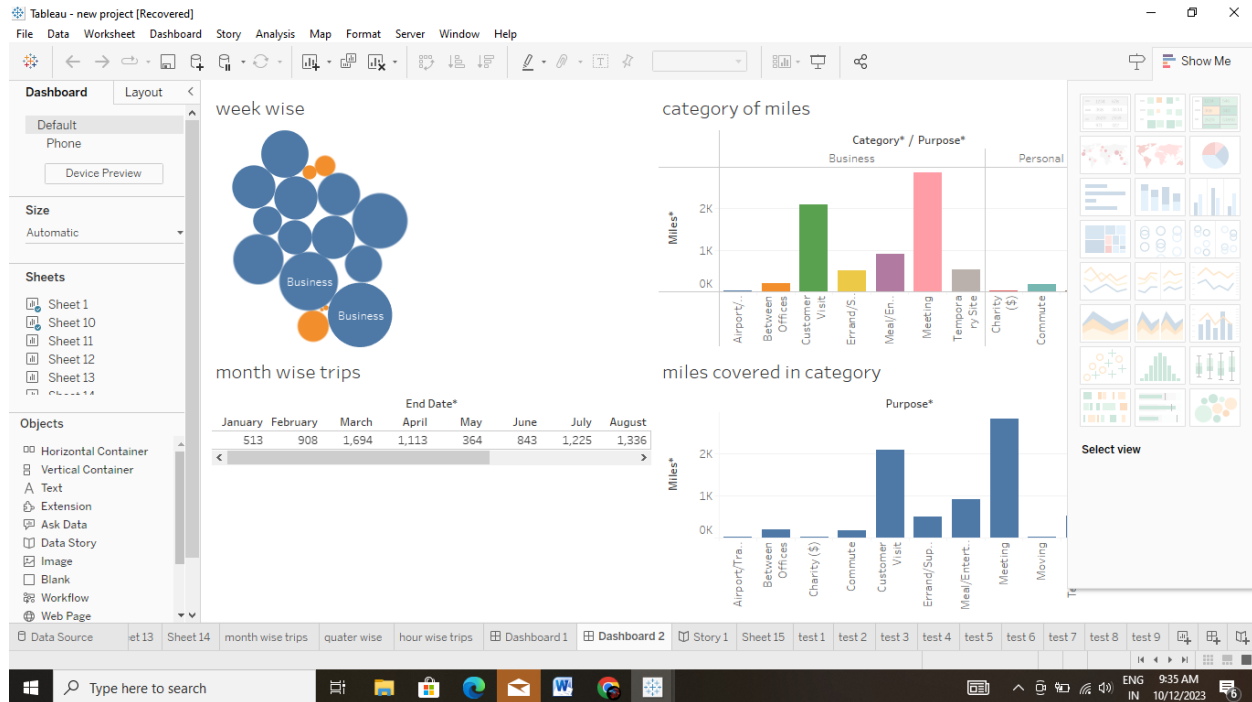 Tableau - new project [Recovered]
File Data Worksheet Dashboard Story Analysis Map Format Server Window Help
Show Me
Dashboard Layout
Default
Phone
Device Preview
Size
Automatic
Sheets
Sheet 1
Sheet 10
Sheet 11
Sheet 12
Sheet 13
Objects
Horizontal Container
Vertical Container
Text
Extension
Ask Data
Data Story
Image
Blank
Workflow
Web Page
week wise
Business
Business
category of miles
Category* / Purpose*
Business Personal
Miles*
2K
1K
0K
Airport/..
Between Offices
Customer Visit
Errand/S..
Meal/En..
Meeting
Tempora ry Site
Charity ($)
Commute
month wise trips
End Date*
January February March April May June July August
513 908 1,694 1,113 364 843 1,225 1,336
miles covered in category
Purpose*
Miles*
2K
1K
0K
Airport/Tra..
Between Offices
Charity ($)
Commute
Customer Visit
Errand/Sup..
Meal/Entert..
Meeting
Moving
Select view
Data Source et 13 Sheet 14 month wise trips quater wise hour wise trips Dashboard 1 Dashboard 2 Story 1 Sheet 15 test 1 test 2 test 3 test 4 test 5 test 6 test 7 test 8 test 9
Type here to search
ENG 9:35 AM
IN 10/12/2023
6